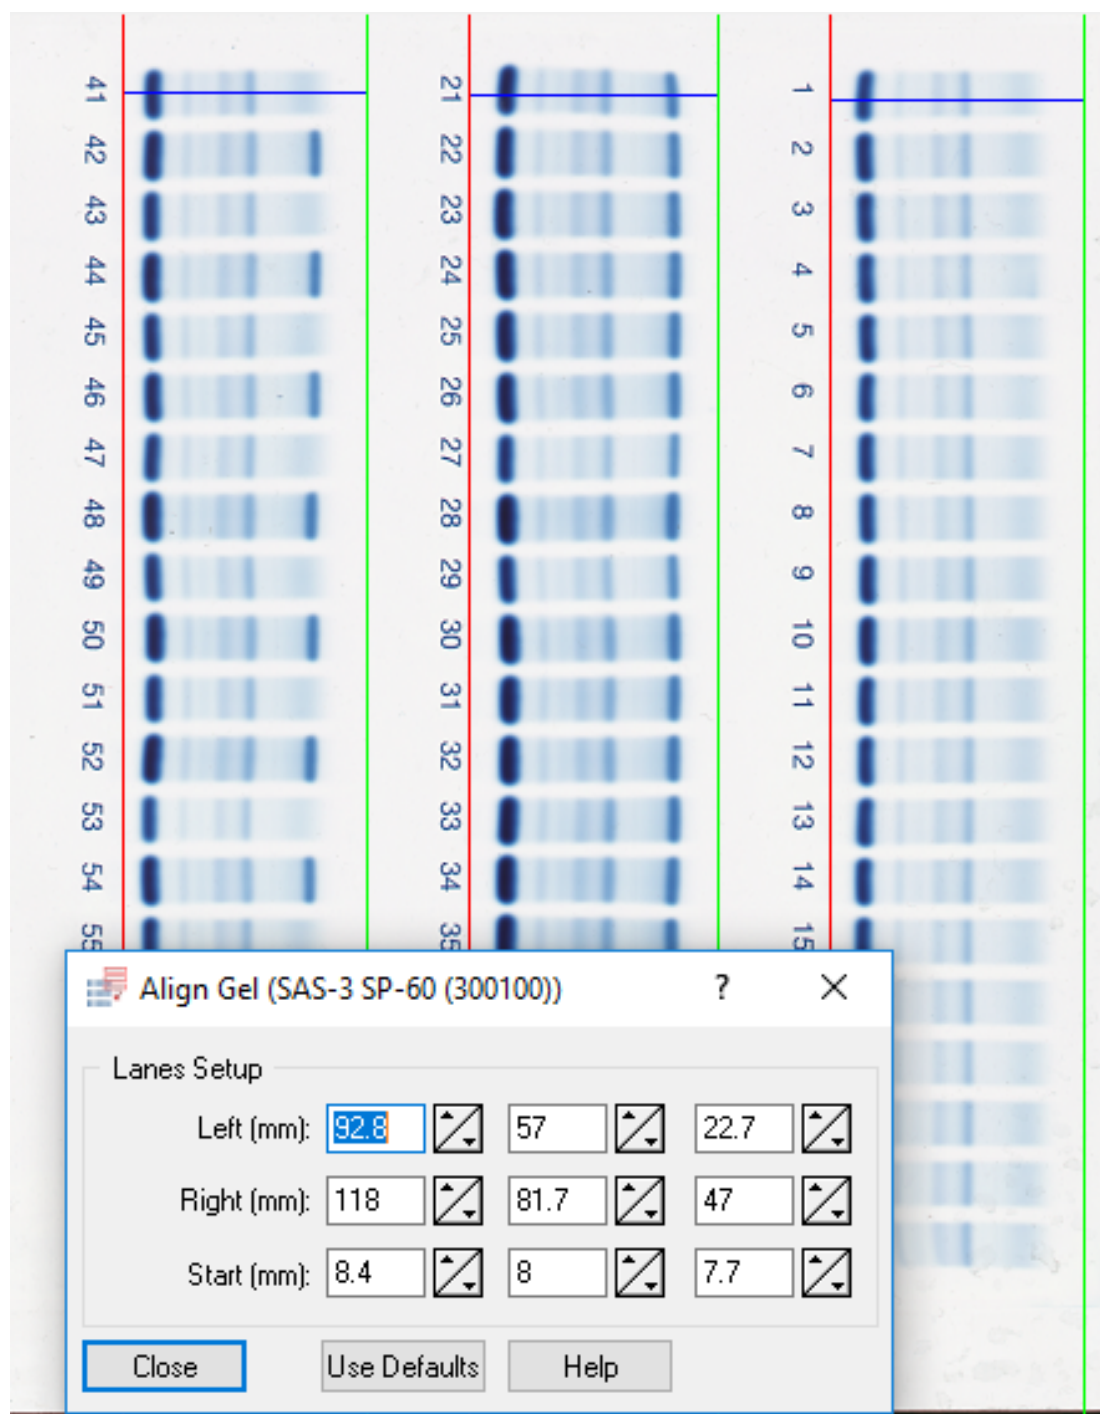 41 21 1
42 22 2
43 23 3
44 24 4
45 25 5
46 26 6
47 27 7
48 28 8
49 29 9
50 30 10
51 31 11
52 32 12
53 33 13
54 34 14
55 35 15
Align Gel (SAS-3 SP-60 (300100)) ?
Lanes Setup
Left (mm): 92.8 57 22.7
Right (mm): 118 81.7 47
Start (mm): 8.4 8 7.7
Close Use Defaults Help